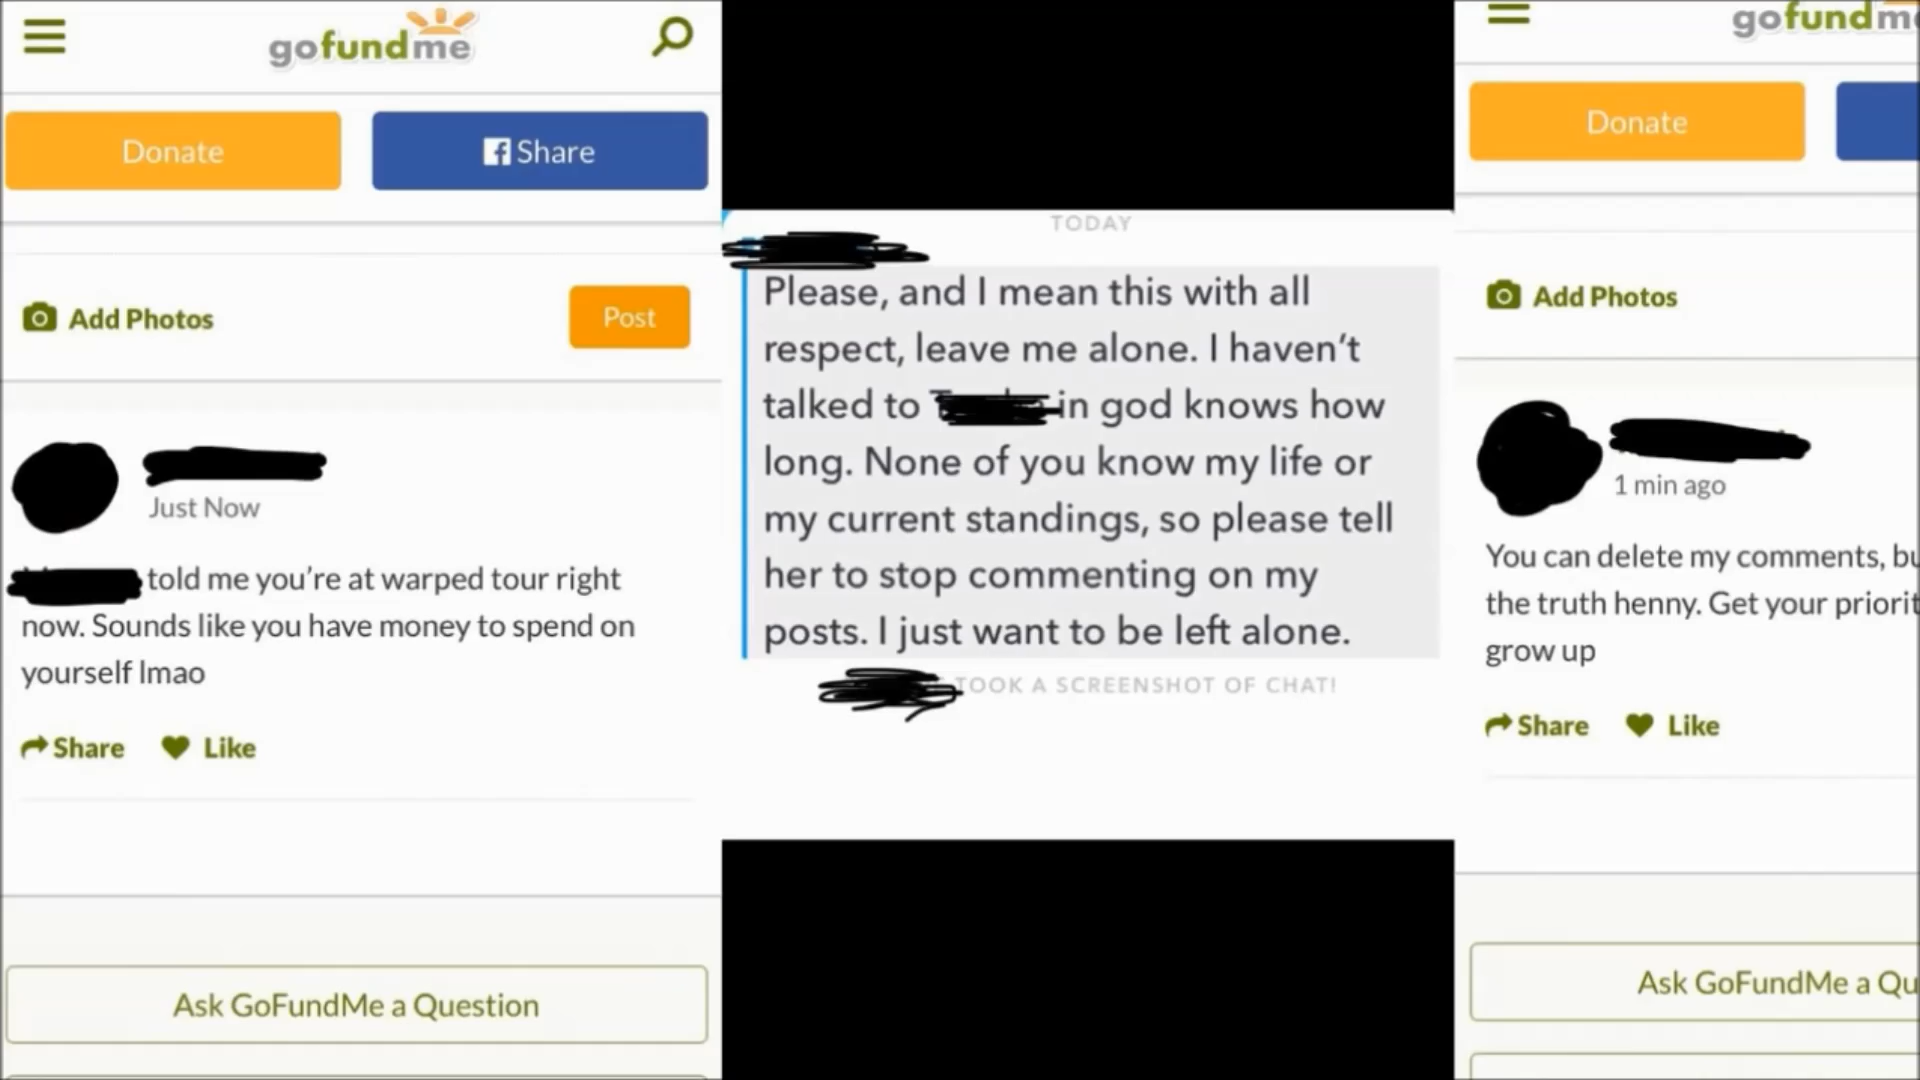 gofundme
Donate
Share
Add Photos
Post
Just Now
told me you're at warped tour right
now. Sounds like you have money to spend on
yourself lmao
Share Like
Ask GoFundMe a Question
TODAY
Please, and I mean this with all
respect, leave me alone. I haven't
talked to in god knows how
long. None of you know my life or
my current standings, so please tell
her to stop commenting on my
posts. I just want to be left alone.
TOOK A SCREENSHOT OF CHAT!
gofundm
Donate
Add Photos
1 min ago
You can delete my comments, bu
the truth henny. Get your priorit
grow up
Share Like
Ask GoFundMe a Qu